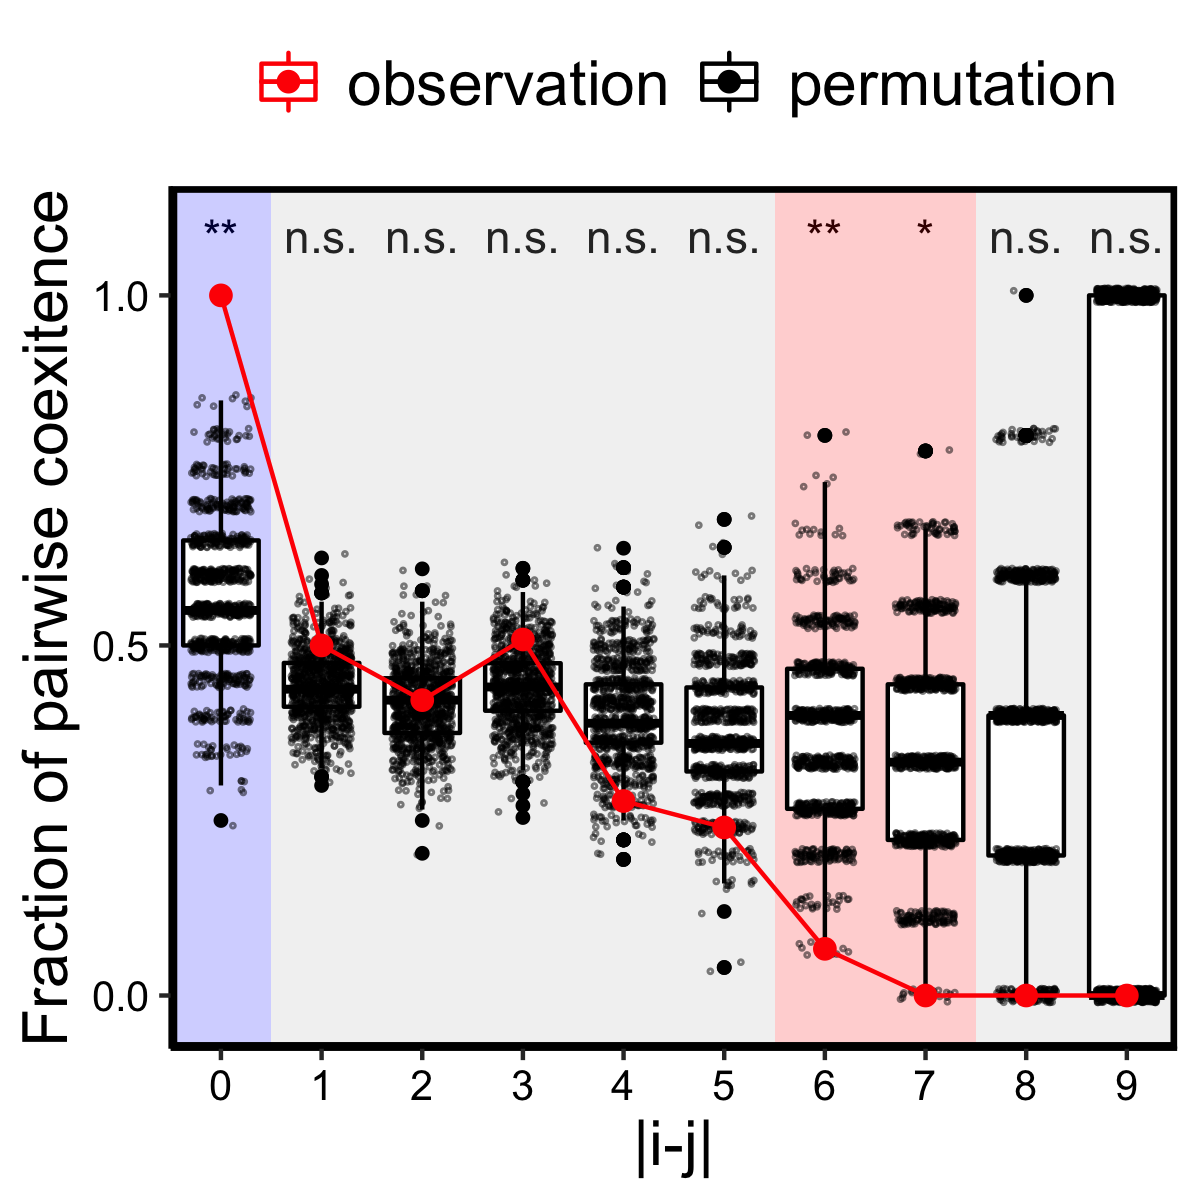 observation permutation
Fraction of pairwise coexitence
** n.s. n.s. n.s. n.s. n.s. ** * n.s. n.s.
1.0
0.5
0.0
0 1 2 3 4 5 6 7 8 9
|i-j|